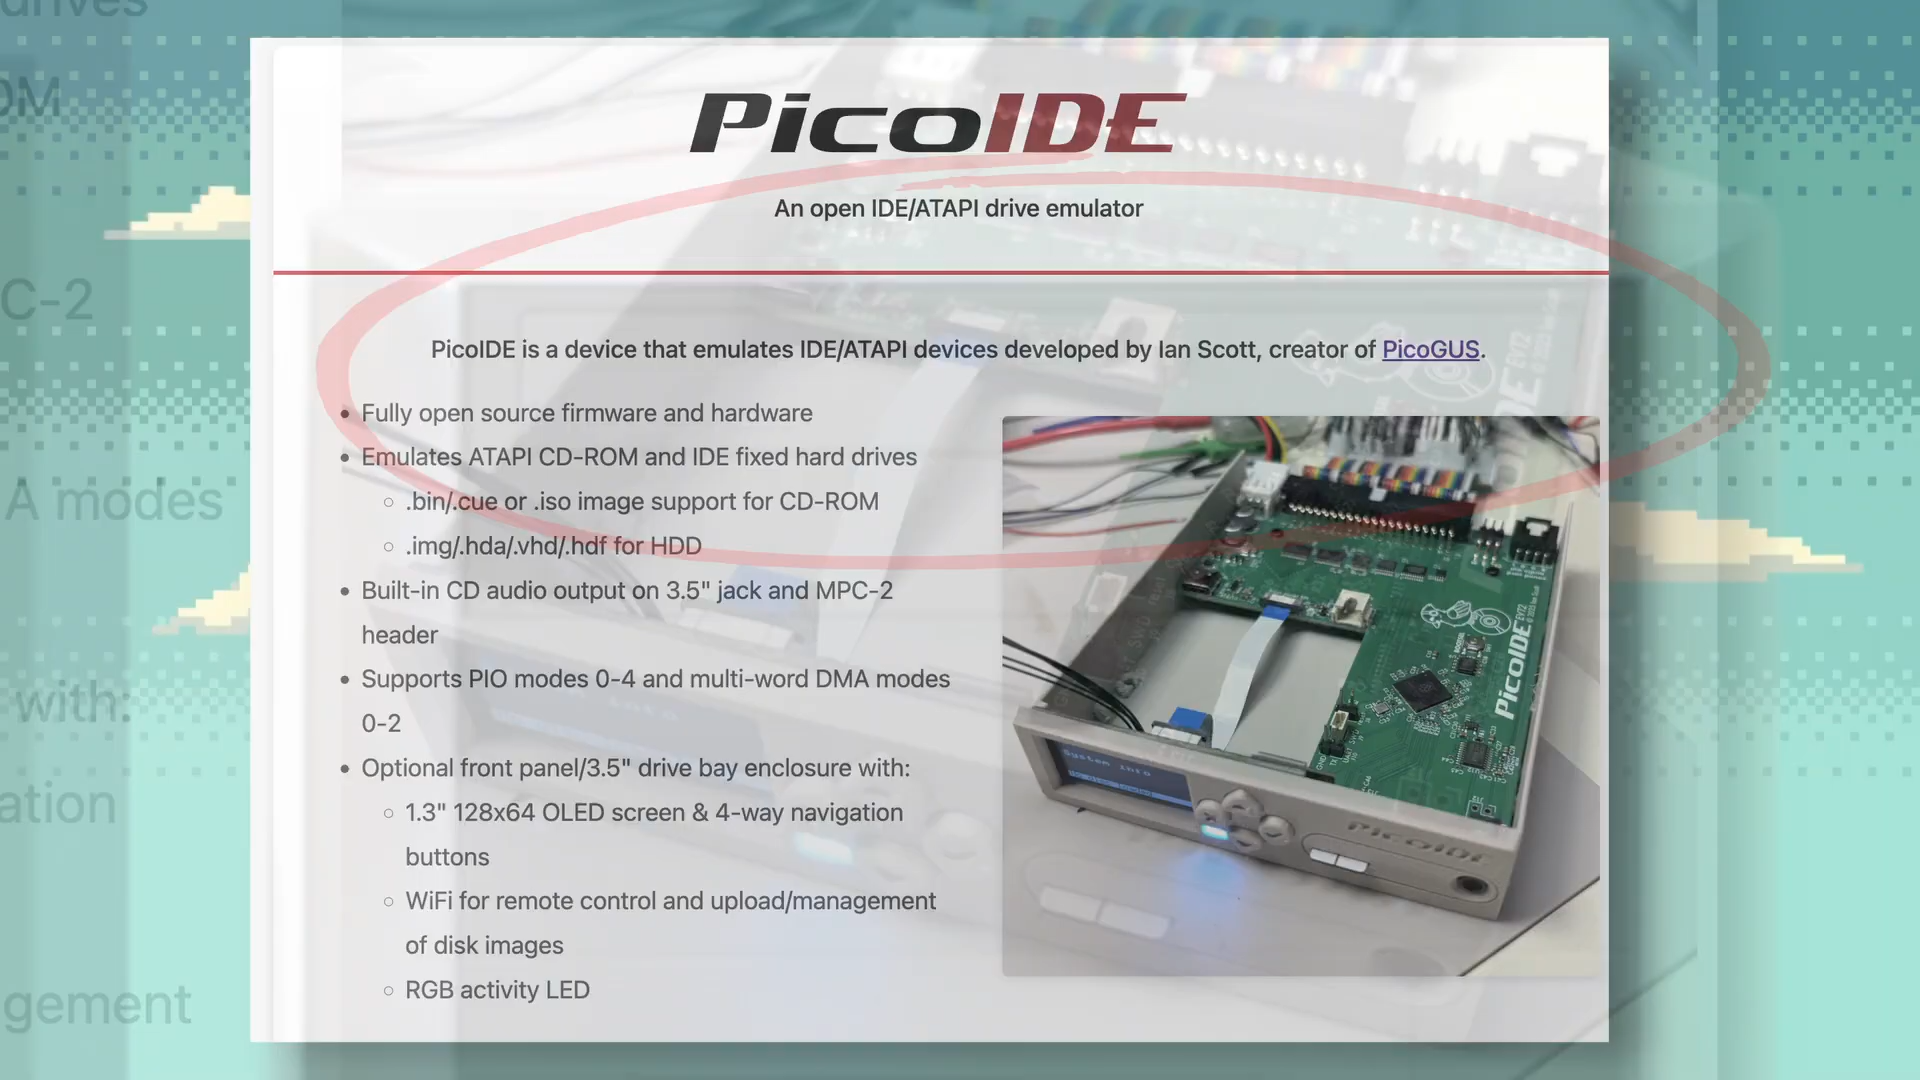 PicoIDE
An open IDE/ATAPI drive emulator
PicoIDE is a device that emulates IDE/ATAPI devices developed by Ian Scott, creator of PicoGUS.
Fully open source firmware and hardware
Emulates ATAPI CD-ROM and IDE fixed hard drives
.bin/.cue or .iso image support for CD-ROM
.img/.hda/.vhd/.hdf for HDD
Built-in CD audio output on 3.5" jack and MPC-2
header
Supports PIO modes 0-4 and multi-word DMA modes
0-2
Optional front panel/3.5" drive bay enclosure with:
1.3" 128x64 OLED screen & 4-way navigation
buttons
WiFi for remote control and upload/management
of disk images
RGB activity LED
PicoIDE
System Info
PicoIDE
C-2
A modes
with: